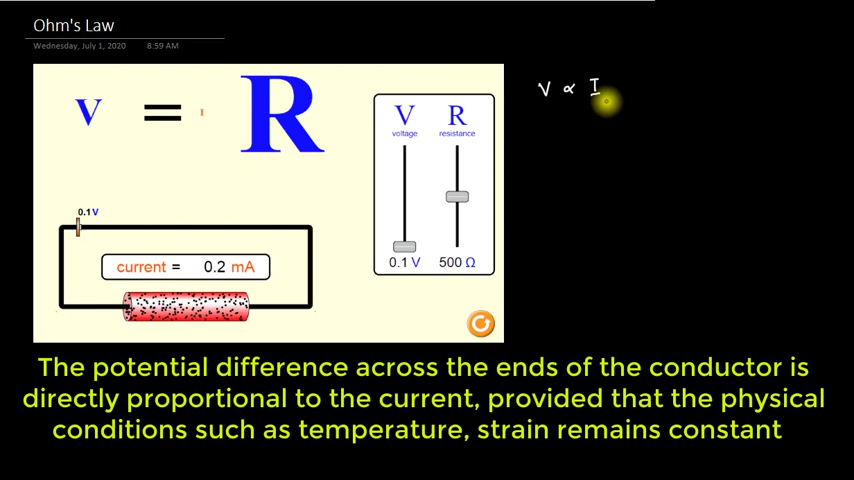 Ohm's Law
Wednesday, July 1, 2020 8:59 AM
V = I R
V ∝ I
V R
voltage resistance
0.1 V 500 Ω
0.1 V
current = 0.2 mA
The potential difference across the ends of the conductor is
directly proportional to the current, provided that the physical
conditions such as temperature, strain remains constant